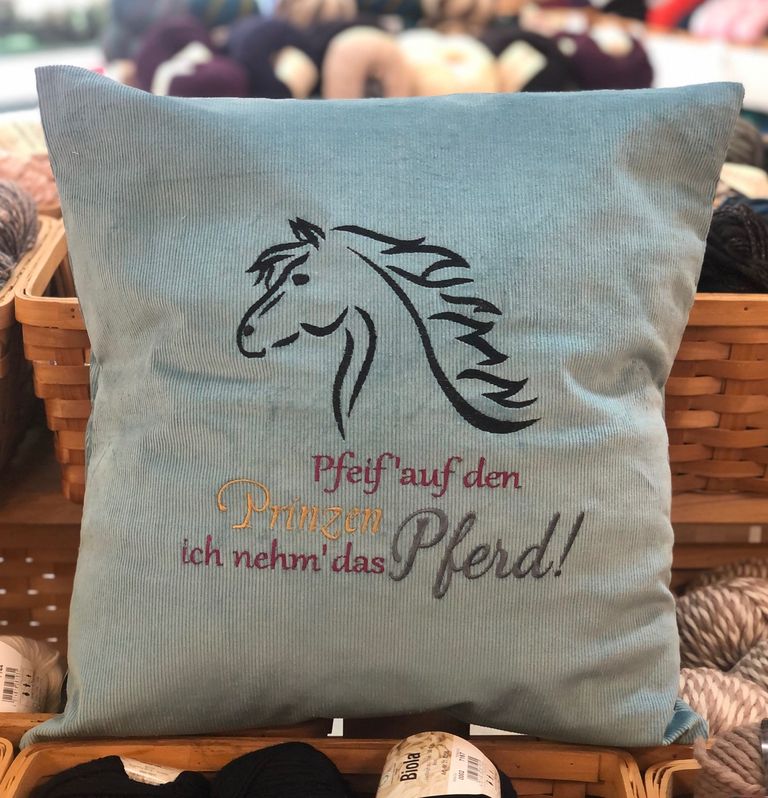 Pfeif'auf den
Prinzen
ich nehm'das Pferd!
Biola